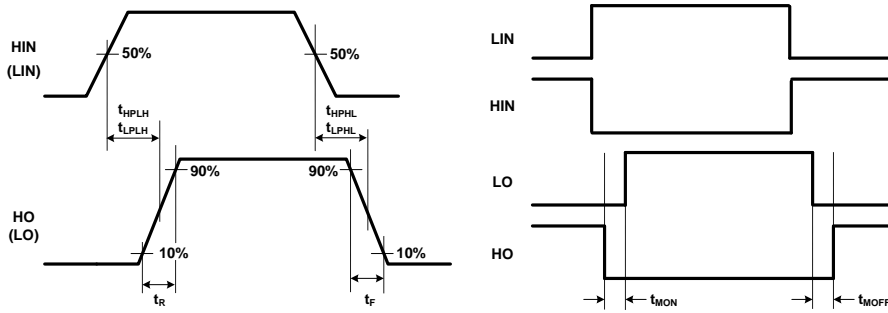 HIN
(LIN)
50%
50%
tHPLH
tLPLH
tHPHL
tLPHL
HO
(LO)
90%
90%
10%
10%
tR
tF
LIN
HIN
LO
HO
tMON
tMOFF